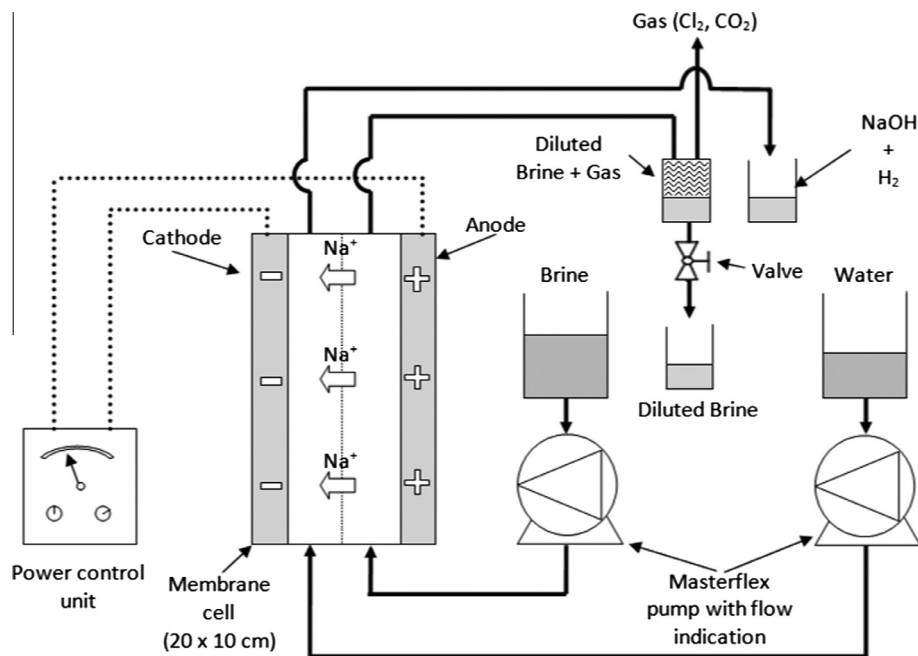 Gas (Cl₂, CO₂)
Diluted
Brine + Gas
NaOH
+
H₂
Cathode
Na⁺
Anode
Valve
Brine
Water
Na⁺
Diluted Brine
Na⁺
Power control
unit
Membrane
cell
(20 x 10 cm)
Masterflex
pump with flow
indication